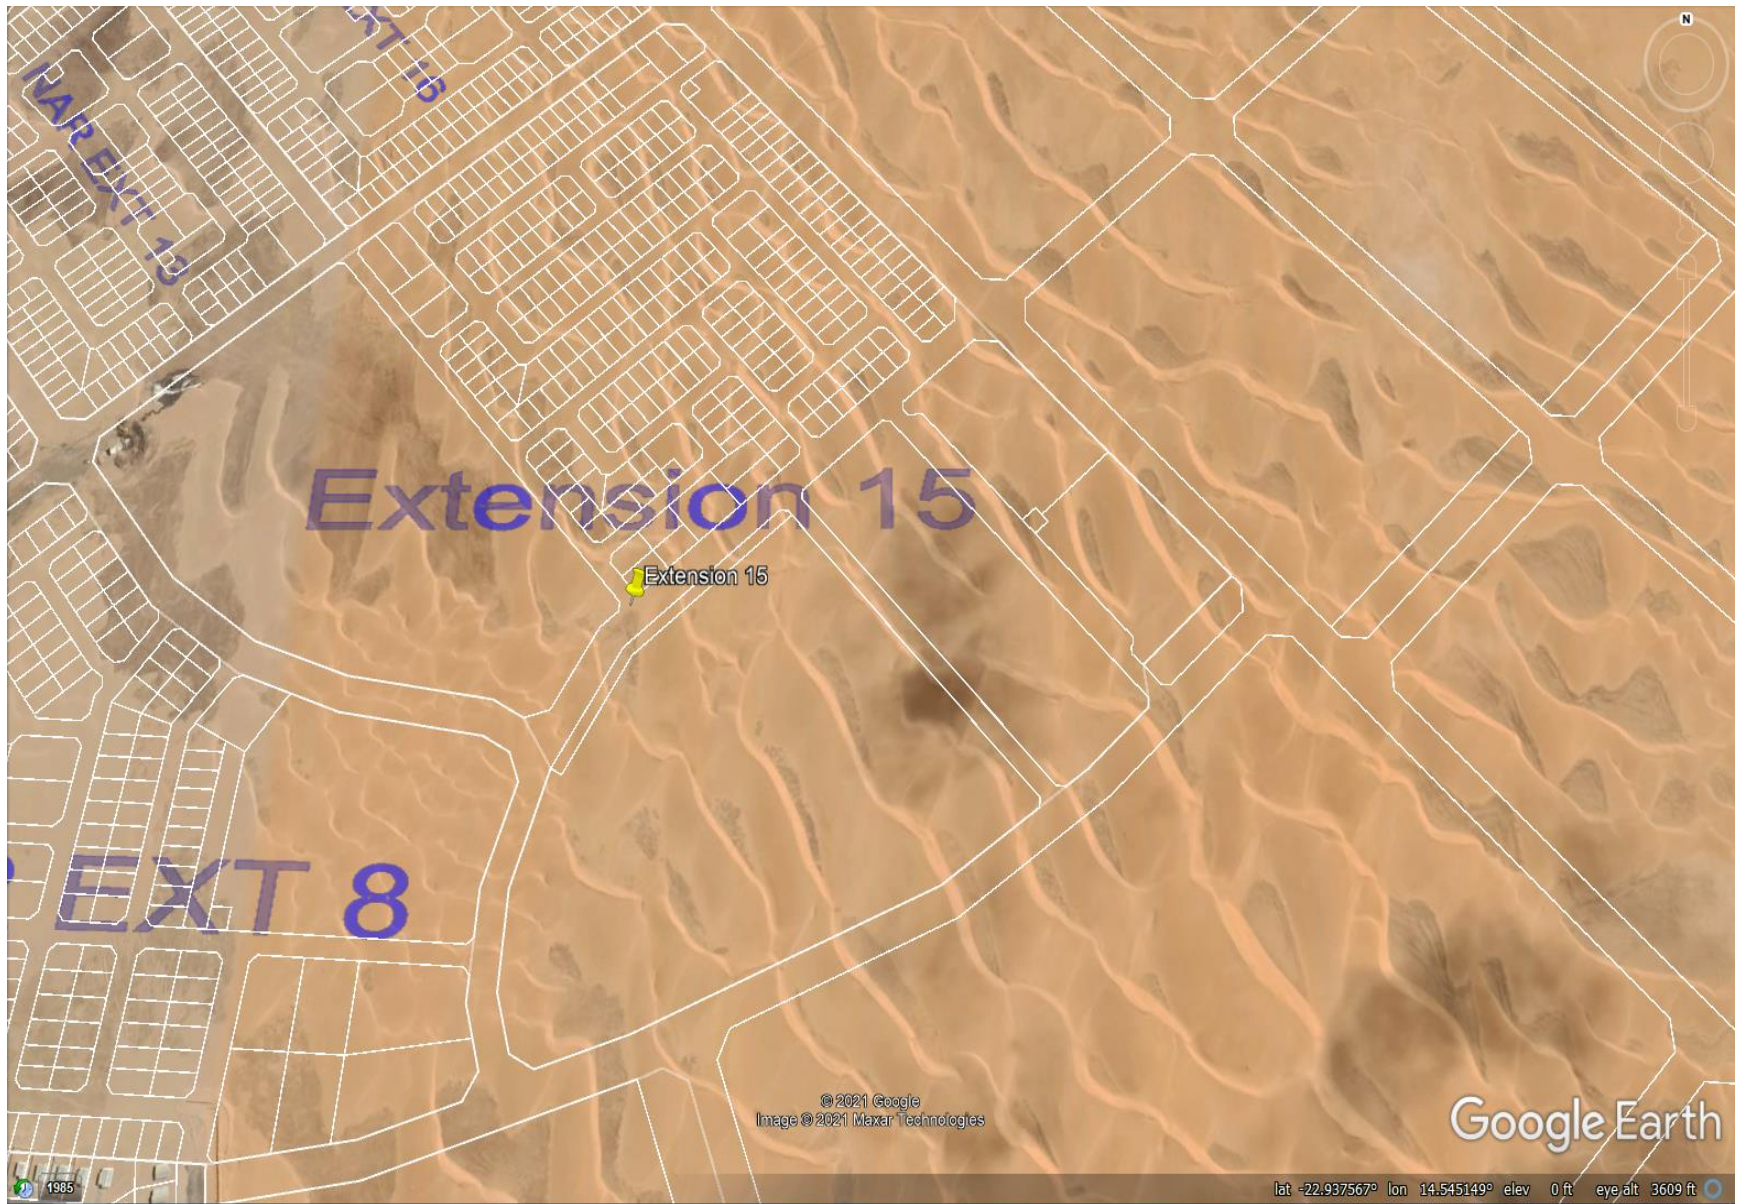 N
EXT 16
NAR EXT 13
Extension 15
Extension 15
EXT 8
© 2021 Google
Image © 2021 Maxar Technologies
Google Earth
1985
lat -22.937567° lon 14.545149° elev 0 ft eye alt 3609 ft